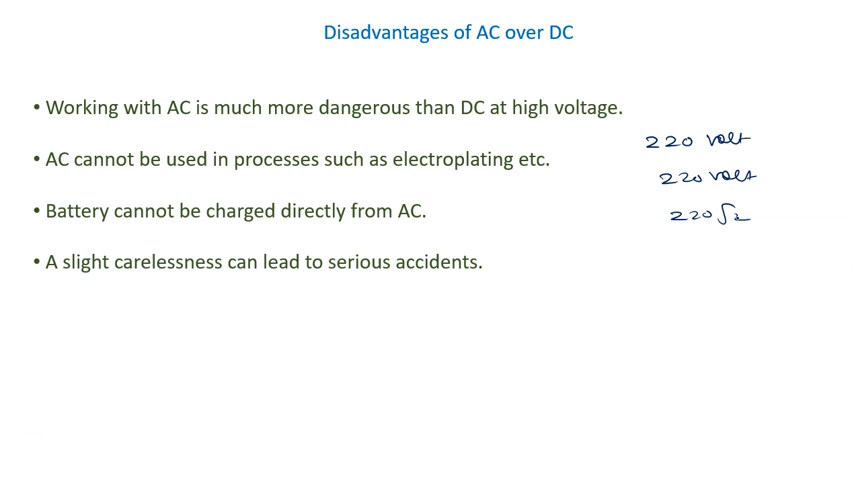 Disadvantages of AC over DC
• Working with AC is much more dangerous than DC at high voltage.
220 volt
• AC cannot be used in processes such as electroplating etc.
220 volt
• Battery cannot be charged directly from AC.
220√2
• A slight carelessness can lead to serious accidents.